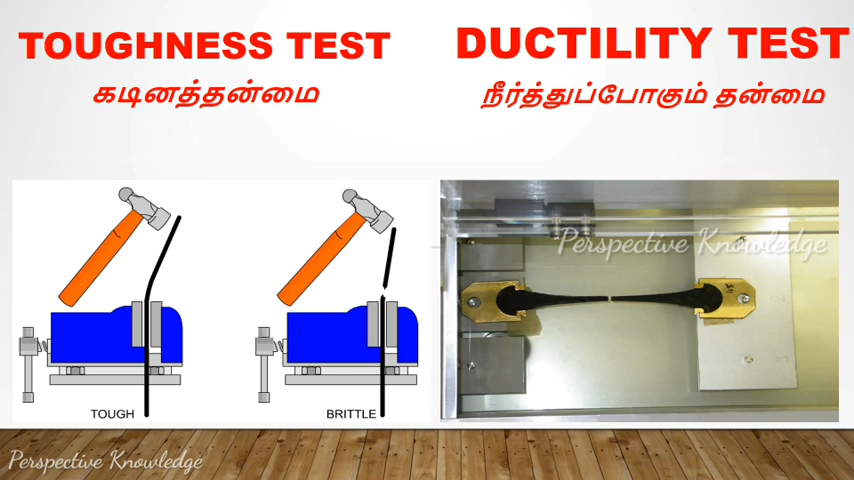 TOUGHNESS TEST
கடினத்தன்மை
DUCTILITY TEST
நீர்த்துப்போகும் தன்மை
TOUGH
BRITTLE
Perspective Knowledge
Perspective Knowledge